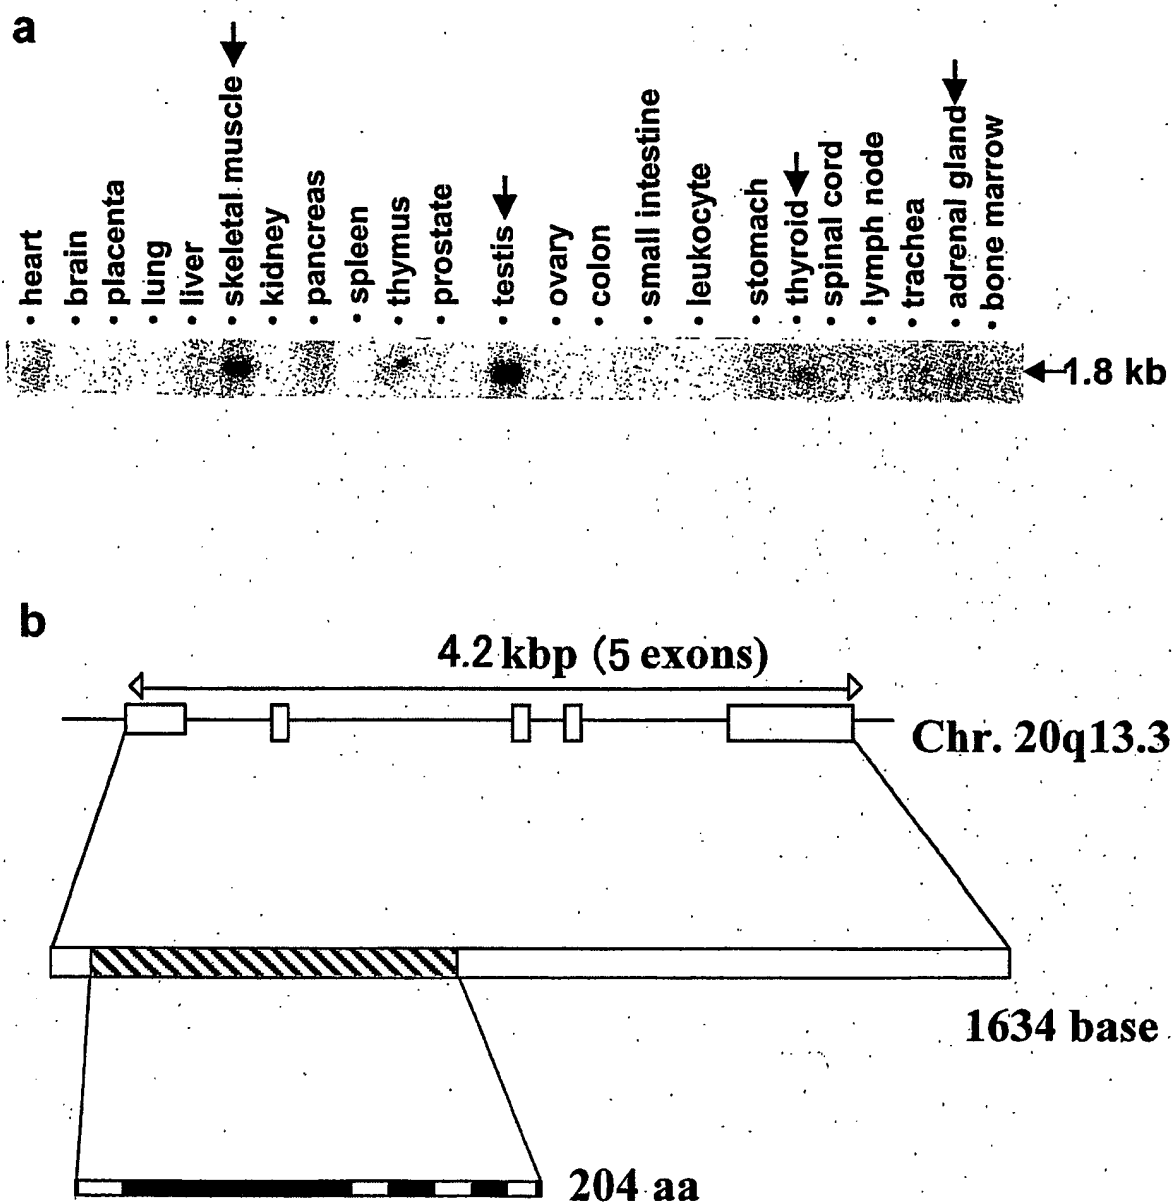 a
• heart
• brain
• placenta
• lung
• liver
• skeletal muscle
• kidney
• pancreas
• spleen
• thymus
• prostate
• testis
• ovary
• colon
• small intestine
• leukocyte
• stomach
• thyroid
• spinal cord
• lymph node
• trachea
• adrenal gland
• bone marrow
1.8 kb
b
4.2 kbp (5 exons)
Chr. 20q13.3
1634 base
204 aa